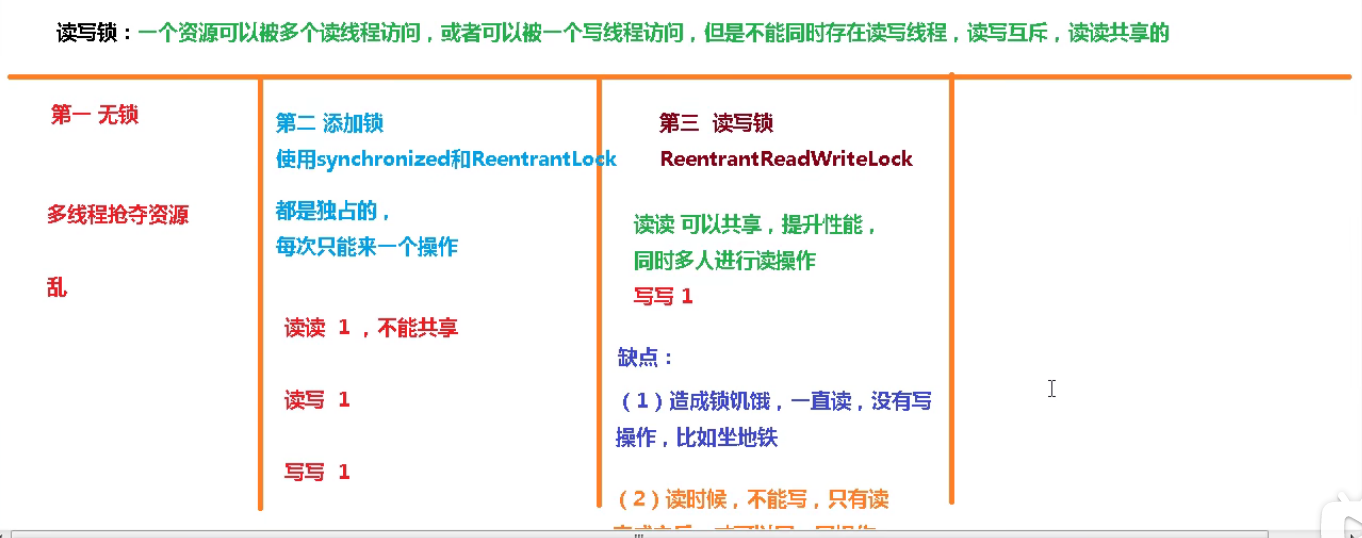 读写锁：一个资源可以被多个读线程访问，或者可以被一个写线程访问，但是不能同时存在读写线程，读写互斥，读读共享的
第一 无锁
多线程抢夺资源
乱
第二 添加锁
使用synchronized和ReentrantLock
都是独占的，
每次只能来一个操作
读读 1 ，不能共享
读写 1
写写 1
第三 读写锁
ReentrantReadWriteLock
读读 可以共享，提升性能，
同时多人进行读操作
写写 1
缺点：
（1）造成锁饥饿，一直读，没有写
操作，比如坐地铁
（2）读时候，不能写，只有读